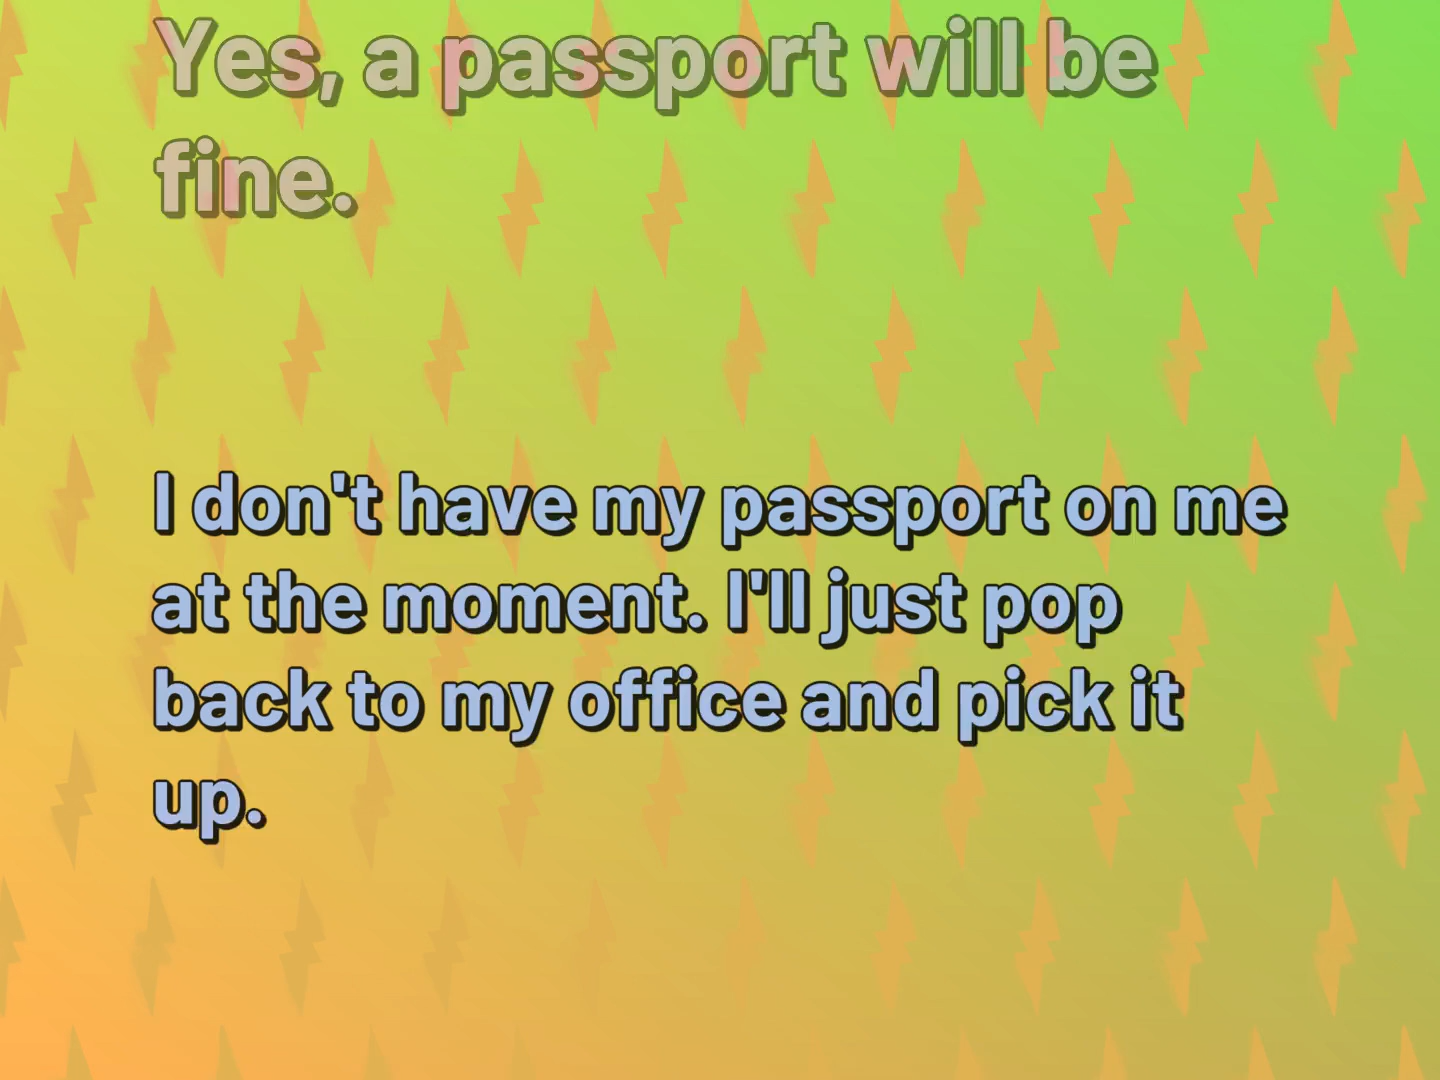 Yes, a passport will be
fine.
I don't have my passport on me
at the moment. I'll just pop
back to my office and pick it
up.